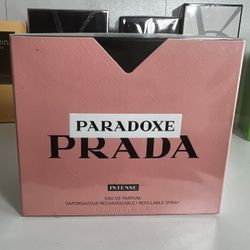 PARADOXE
PRADA
INTENSE
EAU DE PARFUM
VAPORISATEUR RECHARGEABLE / REFILLABLE SPRAY